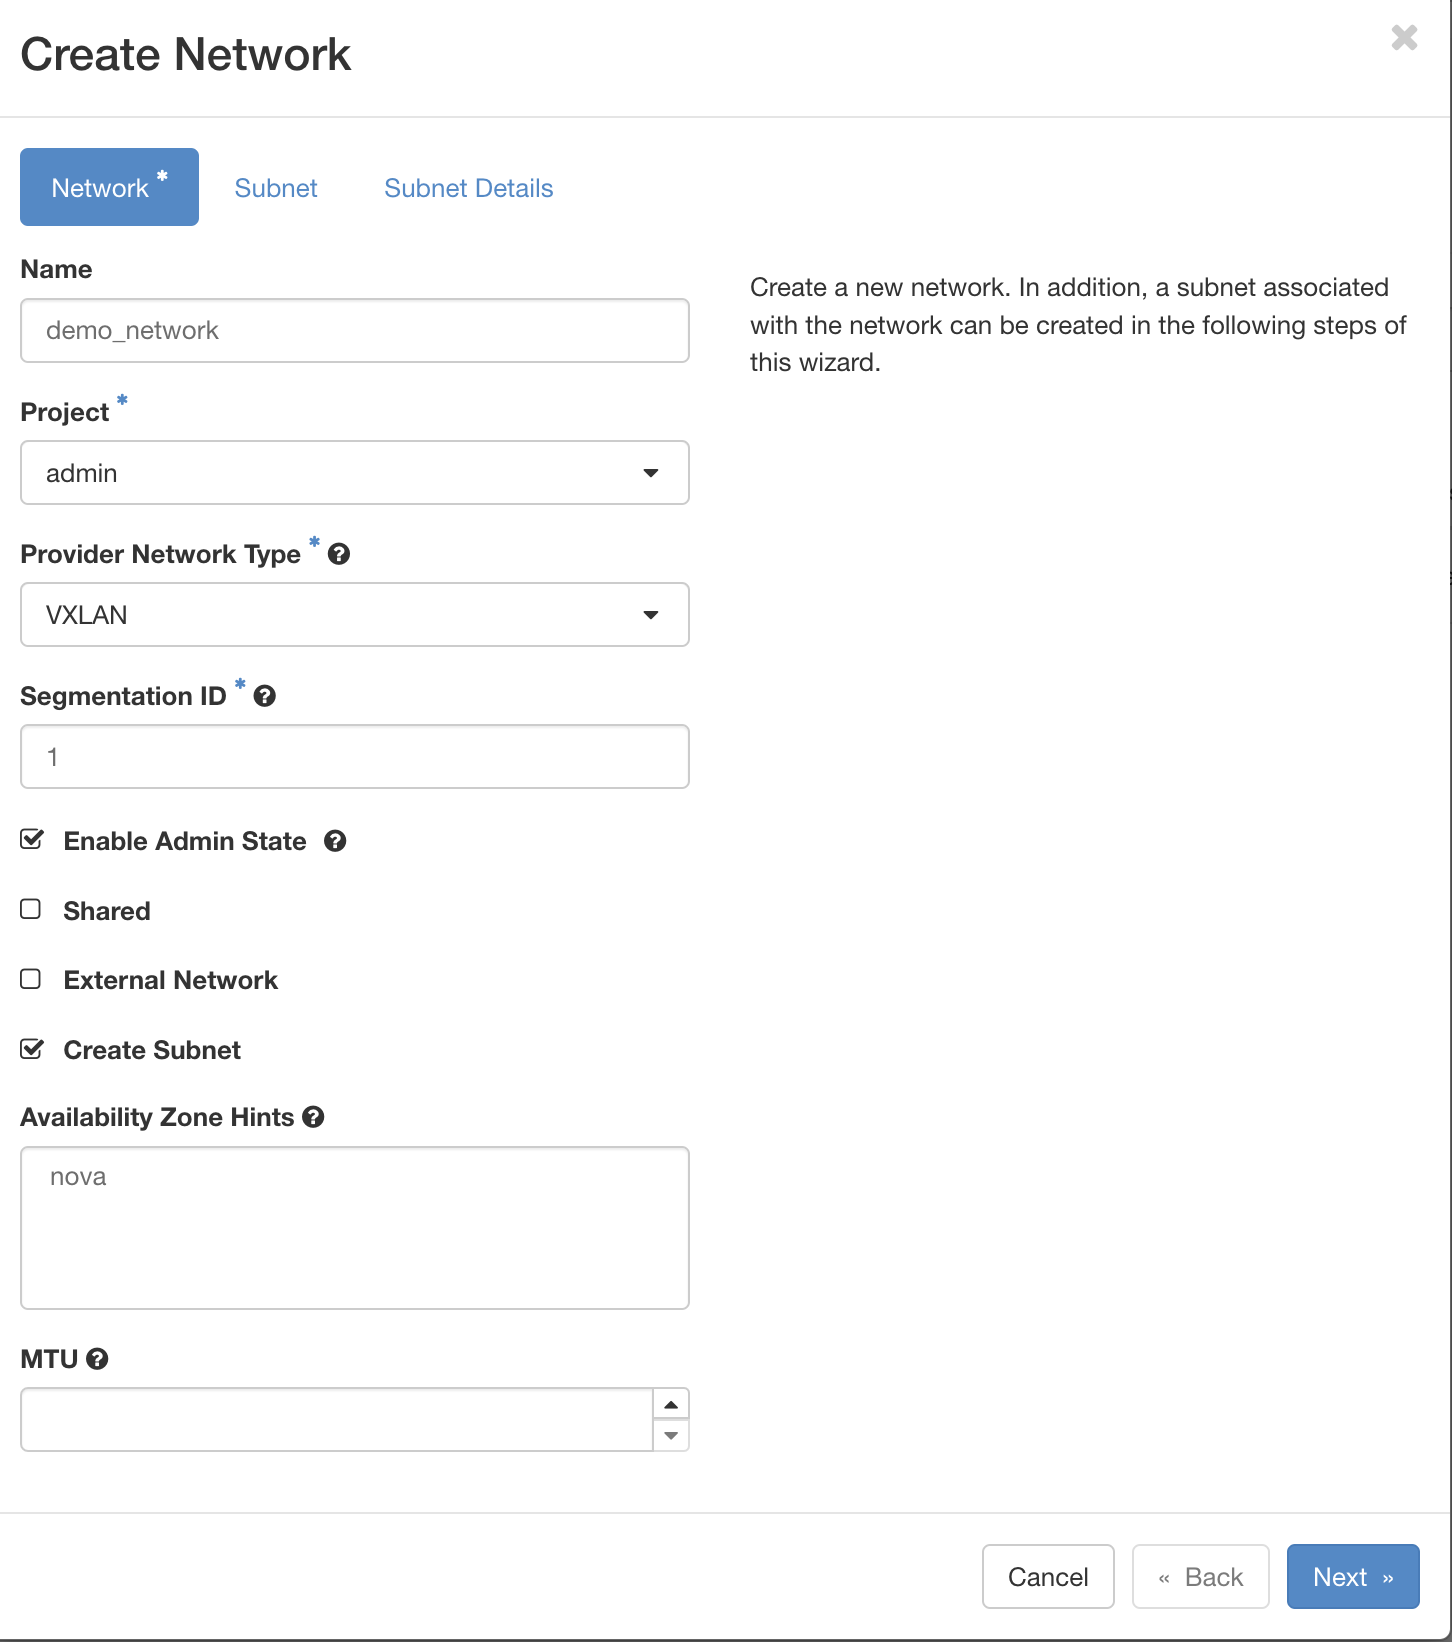 Create Network
Network * Subnet Subnet Details
Name
demo_network
Create a new network. In addition, a subnet associated
with the network can be created in the following steps of
this wizard.
Project *
admin
Provider Network Type *
VXLAN
Segmentation ID *
1
Enable Admin State
Shared
External Network
Create Subnet
Availability Zone Hints
nova
MTU
Cancel « Back Next »